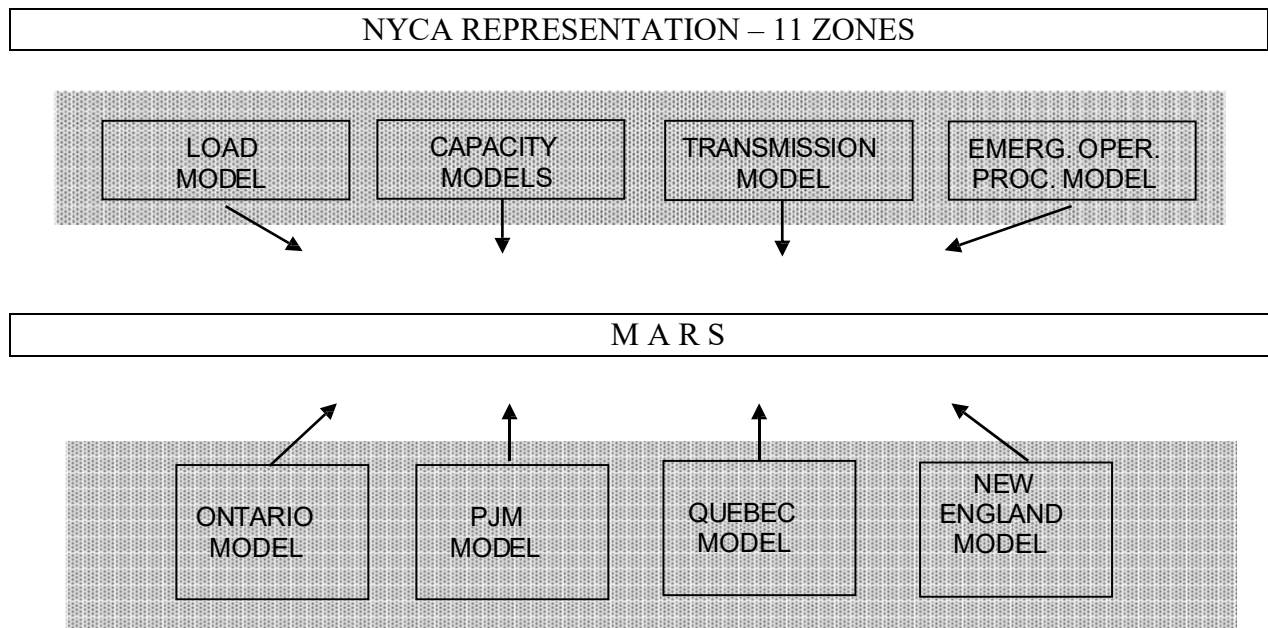 NYCA REPRESENTATION – 11 ZONES
LOAD
MODEL
CAPACITY
MODELS
TRANSMISSION
MODEL
EMERG. OPER.
PROC. MODEL
M A R S
ONTARIO
MODEL
PJM
MODEL
QUEBEC
MODEL
NEW
ENGLAND
MODEL